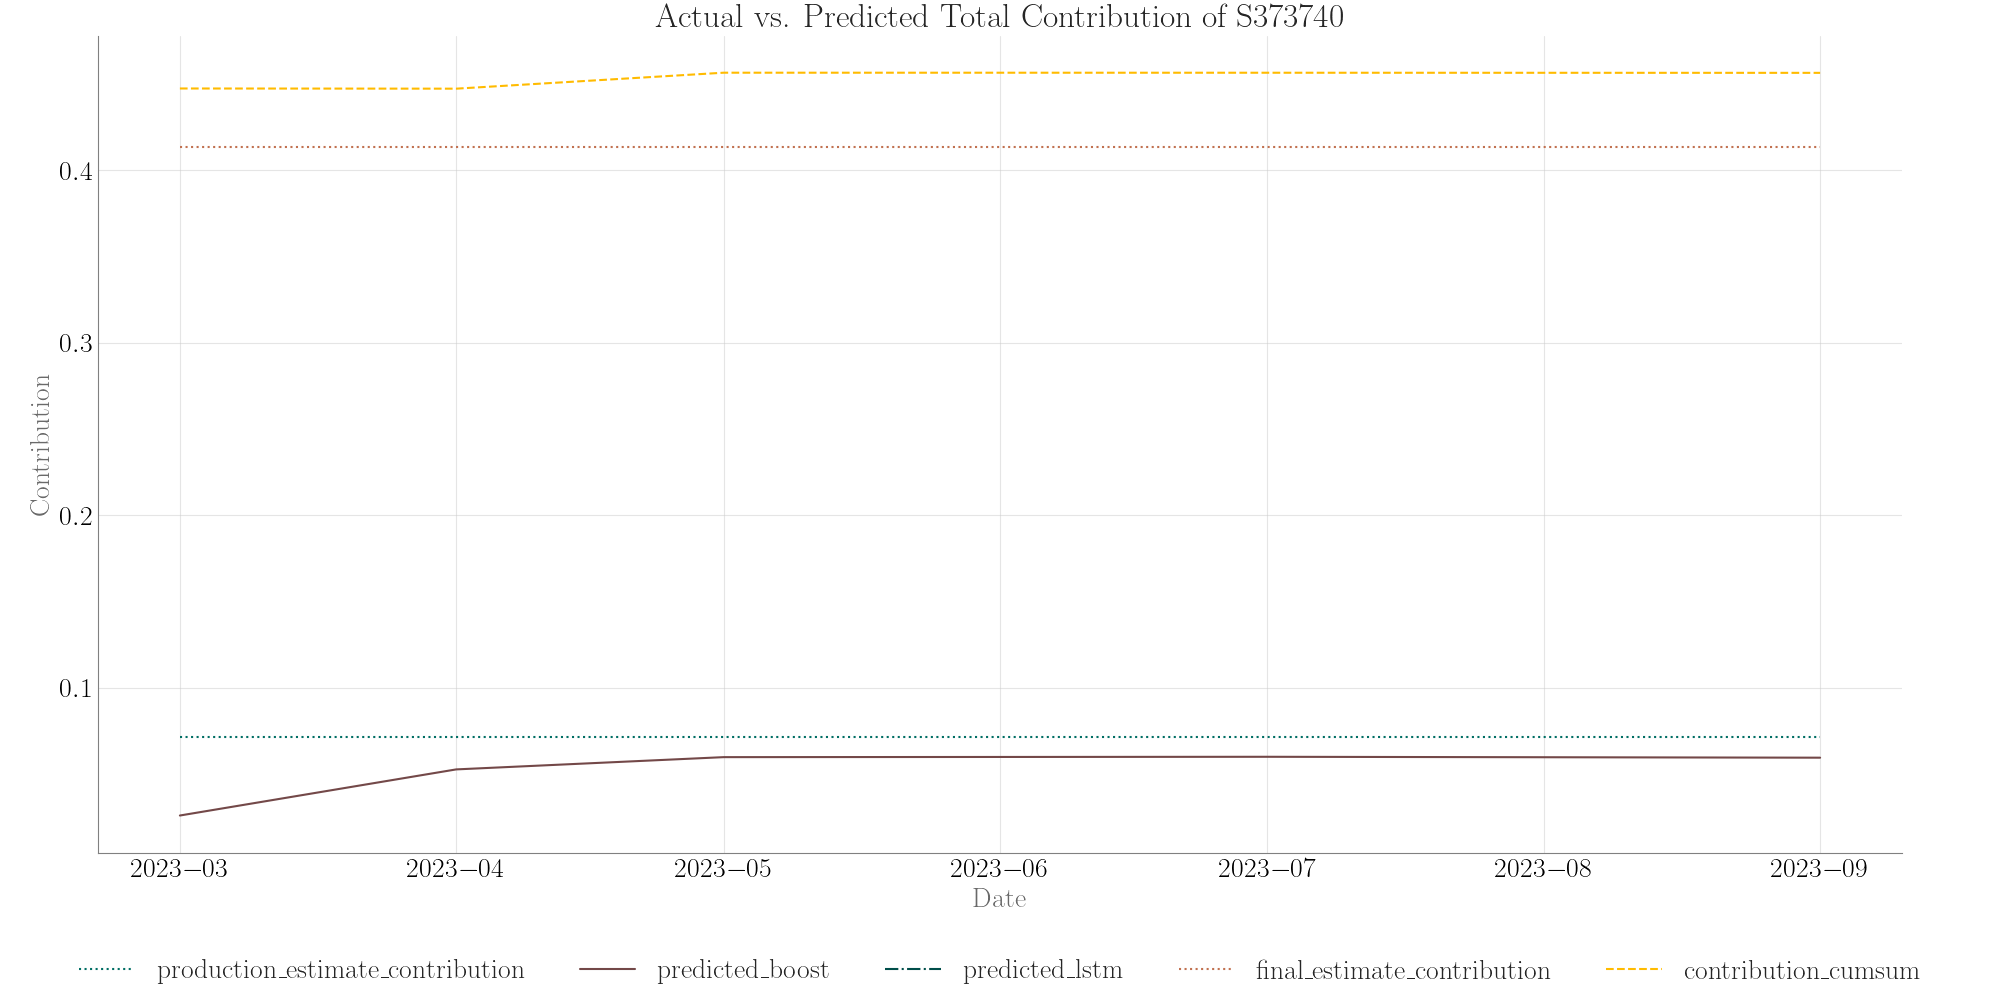 Actual vs. Predicted Total Contribution of S373740
0.4
0.3
0.2
0.1
Contribution
2023–03 2023–04 2023–05 2023–06 2023–07 2023–08 2023–09
Date
production_estimate_contribution predicted_boost predicted_lstm final_estimate_contribution contribution_cumsum